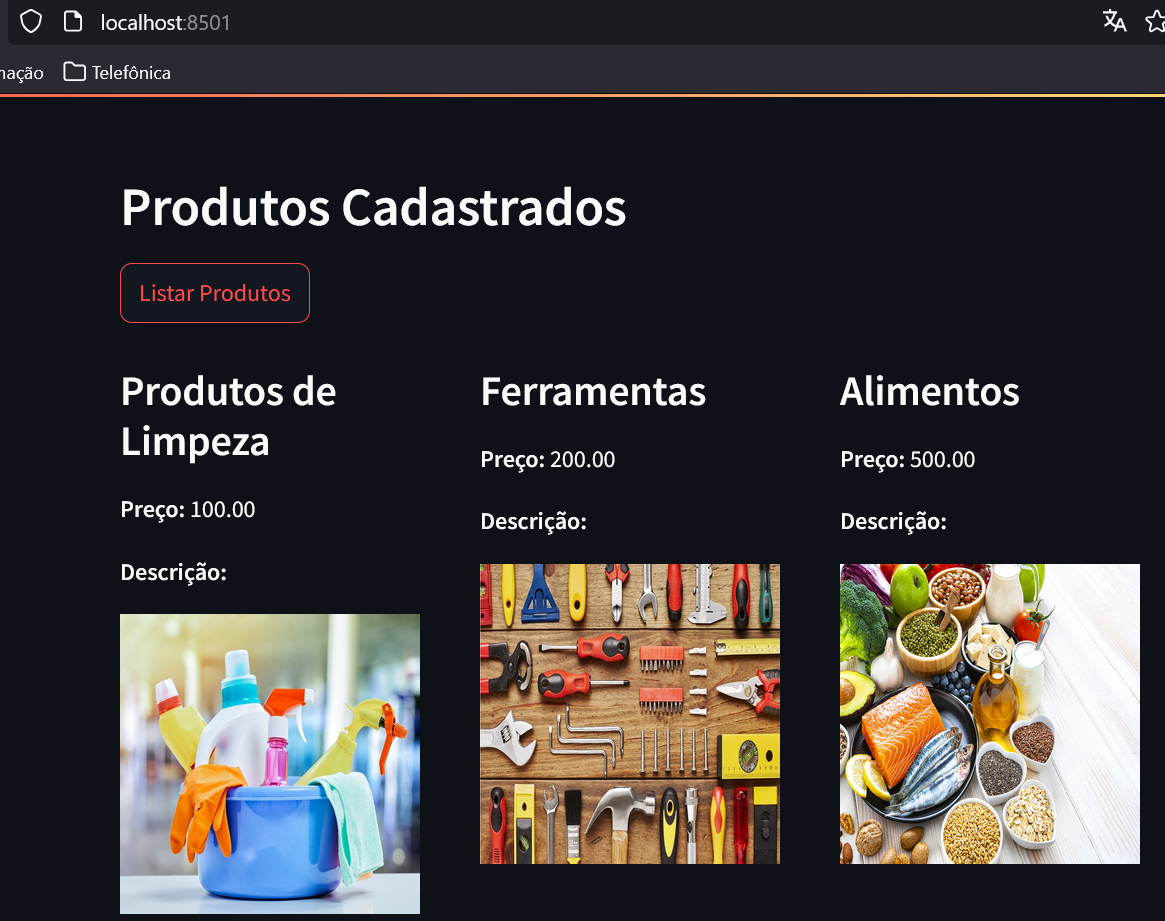 localhost:8501
mação
Telefônica
Produtos Cadastrados
Listar Produtos
Produtos de
Limpeza
Preço: 100.00
Descrição:
Ferramentas
Preço: 200.00
Descrição:
Alimentos
Preço: 500.00
Descrição: